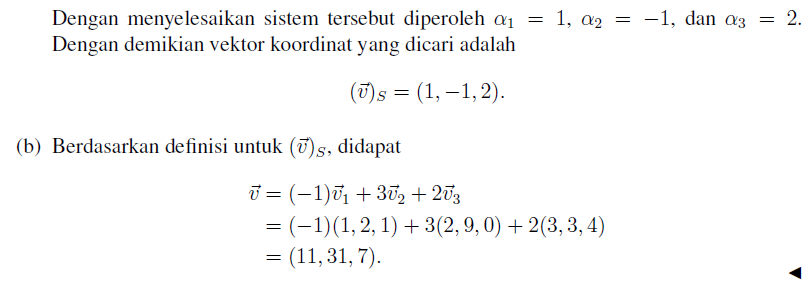 Dengan menyelesaikan sistem tersebut diperoleh α₁ = 1, α₂ = −1, dan α₃ = 2.
Dengan demikian vektor koordinat yang dicari adalah
(v⃗)_S = (1, −1, 2).
(b) Berdasarkan definisi untuk (v⃗)_S, didapat
v⃗ = (−1)v⃗₁ + 3v⃗₂ + 2v⃗₃
= (−1)(1, 2, 1) + 3(2, 9, 0) + 2(3, 3, 4)
= (11, 31, 7).